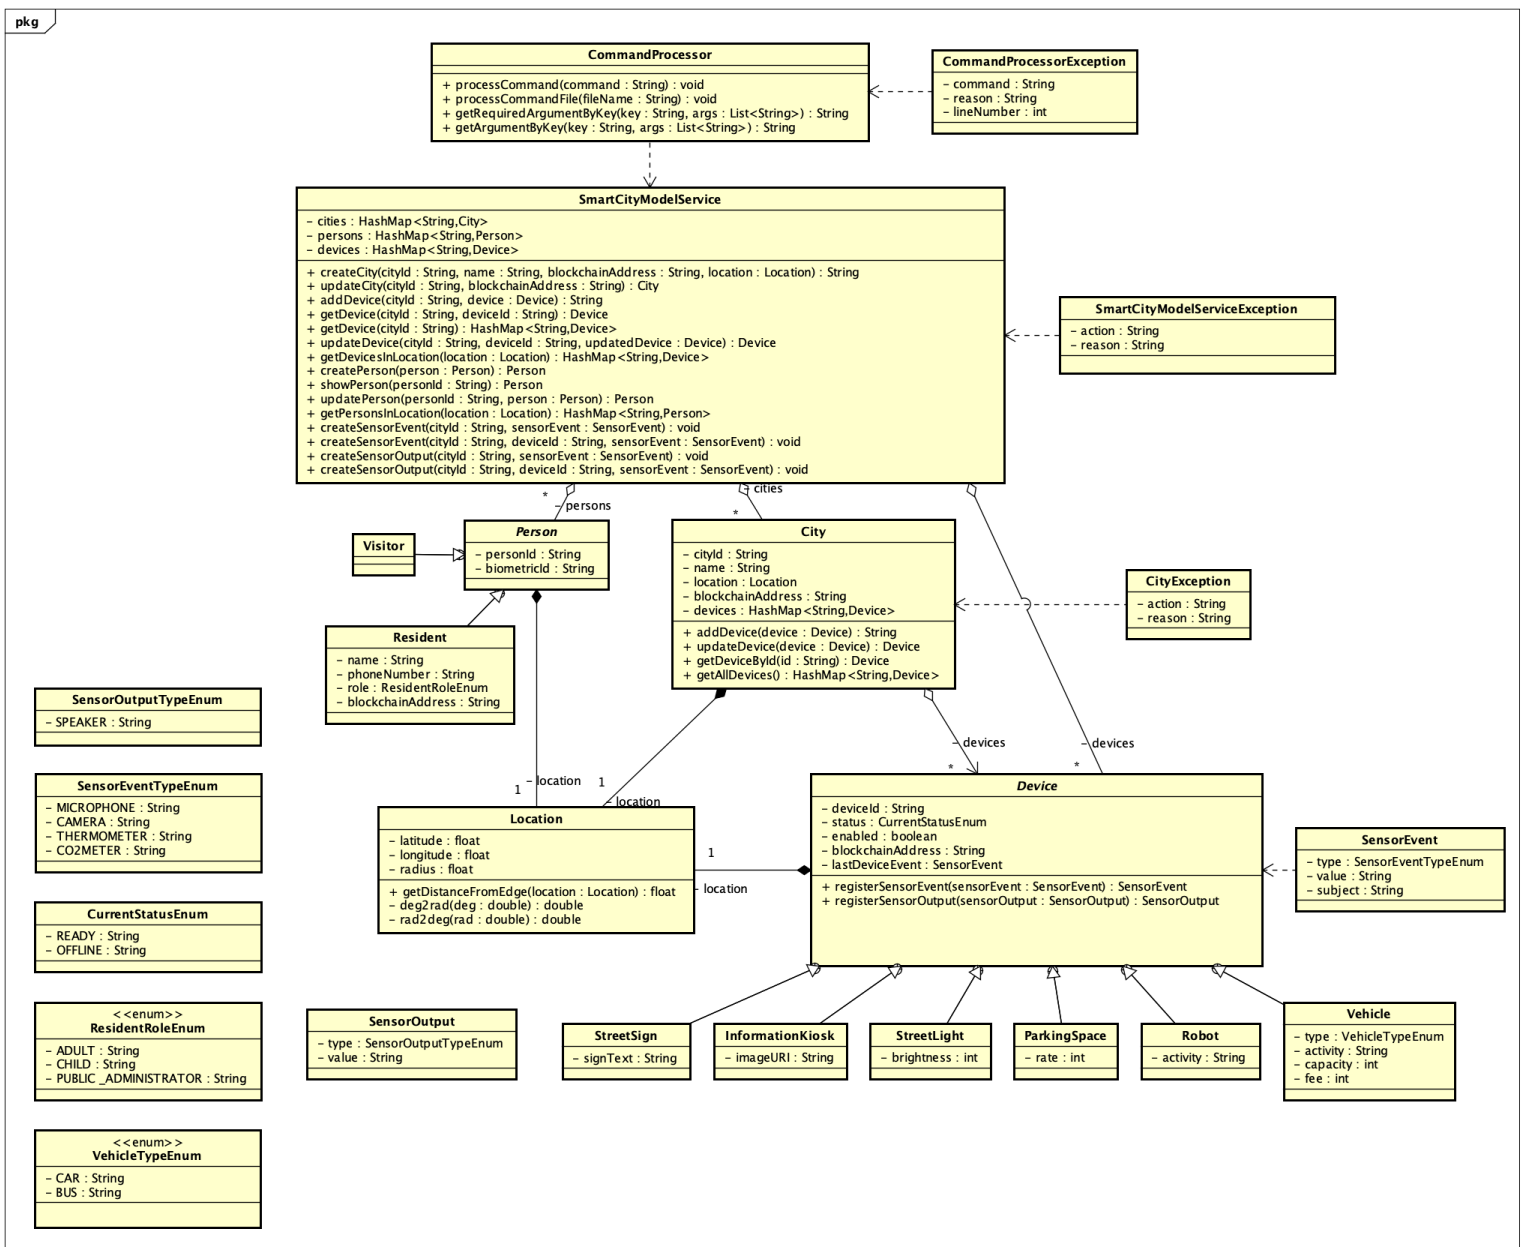 pkg
CommandProcessor
+ processCommand(command : String) : void
+ processCommandFile(fileName : String) : void
+ getRequiredArgumentByKey(key : String, args : List<String>) : String
+ getArgumentByKey(key : String, args : List<String>) : String
CommandProcessorException
– command : String
– reason : String
– lineNumber : int
SmartCityModelService
– cities : HashMap<String,City>
– persons : HashMap<String,Person>
– devices : HashMap<String,Device>
+ createCity(cityId : String, name : String, blockchainAddress : String, location : Location) : String
+ updateCity(cityId : String, blockchainAddress : String) : City
+ addDevice(cityId : String, device : Device) : String
+ getDevice(cityId : String, deviceId : String) : Device
+ getDevice(cityId : String) : HashMap<String,Device>
+ updateDevice(cityId : String, deviceId : String, updatedDevice : Device) : Device
+ getDevicesInLocation(location : Location) : HashMap<String,Device>
+ createPerson(person : Person) : Person
+ showPerson(personId : String) : Person
+ updatePerson(personId : String, person : Person) : Person
+ getPersonsInLocation(location : Location) : HashMap<String,Person>
+ createSensorEvent(cityId : String, sensorEvent : SensorEvent) : void
+ createSensorEvent(cityId : String, deviceId : String, sensorEvent : SensorEvent) : void
+ createSensorOutput(cityId : String, sensorEvent : SensorEvent) : void
+ createSensorOutput(cityId : String, deviceId : String, sensorEvent : SensorEvent) : void
SmartCityModelServiceException
– action : String
– reason : String
*
– persons
– cities
*
Visitor
Person
– personId : String
– biometricId : String
City
– cityId : String
– name : String
– location : Location
– blockchainAddress : String
– devices : HashMap<String,Device>
+ addDevice(device : Device) : String
+ updateDevice(device : Device) : Device
+ getDeviceById(id : String) : Device
+ getAllDevices() : HashMap<String,Device>
CityException
– action : String
– reason : String
Resident
– name : String
– phoneNumber : String
– role : ResidentRoleEnum
– blockchainAddress : String
SensorOutputTypeEnum
– SPEAKER : String
– devices
*
– devices
*
– location
1
1
– location
SensorEventTypeEnum
– MICROPHONE : String
– CAMERA : String
– THERMOMETER : String
– CO2METER : String
Location
– latitude : float
– longitude : float
– radius : float
+ getDistanceFromEdge(location : Location) : float
– deg2rad(deg : double) : double
– rad2deg(rad : double) : double
1
– location
Device
– deviceId : String
– status : CurrentStatusEnum
– enabled : boolean
– blockchainAddress : String
– lastDeviceEvent : SensorEvent
+ registerSensorEvent(sensorEvent : SensorEvent) : SensorEvent
+ registerSensorOutput(sensorOutput : SensorOutput) : SensorOutput
SensorEvent
– type : SensorEventTypeEnum
– value : String
– subject : String
CurrentStatusEnum
– READY : String
– OFFLINE : String
<<enum>>
ResidentRoleEnum
– ADULT : String
– CHILD : String
– PUBLIC _ADMINISTRATOR : String
SensorOutput
– type : SensorOutputTypeEnum
– value : String
StreetSign
– signText : String
InformationKiosk
– imageURI : String
StreetLight
– brightness : int
ParkingSpace
– rate : int
Robot
– activity : String
Vehicle
– type : VehicleTypeEnum
– activity : String
– capacity : int
– fee : int
<<enum>>
VehicleTypeEnum
– CAR : String
– BUS : String